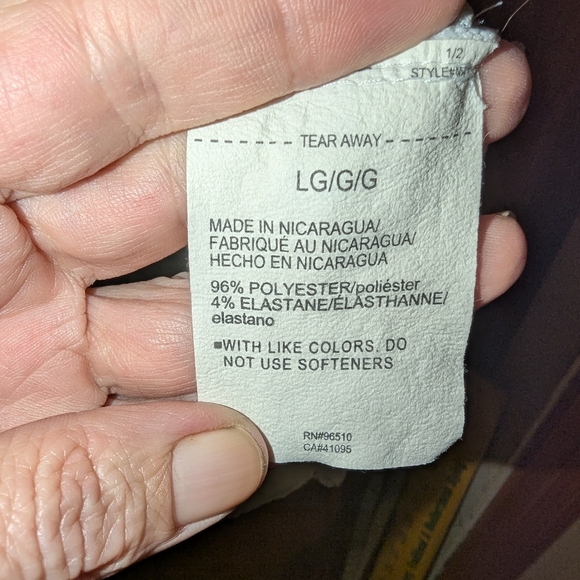 1/2
STYLE#
TEAR AWAY
LG/G/G
MADE IN NICARAGUA/
FABRIQUÉ AU NICARAGUA/
HECHO EN NICARAGUA
96% POLYESTER/poliéster
4% ELASTANE/ÉLASTHANNE/
elastano
■WITH LIKE COLORS. DO
NOT USE SOFTENERS
RN#96510
CA#41095